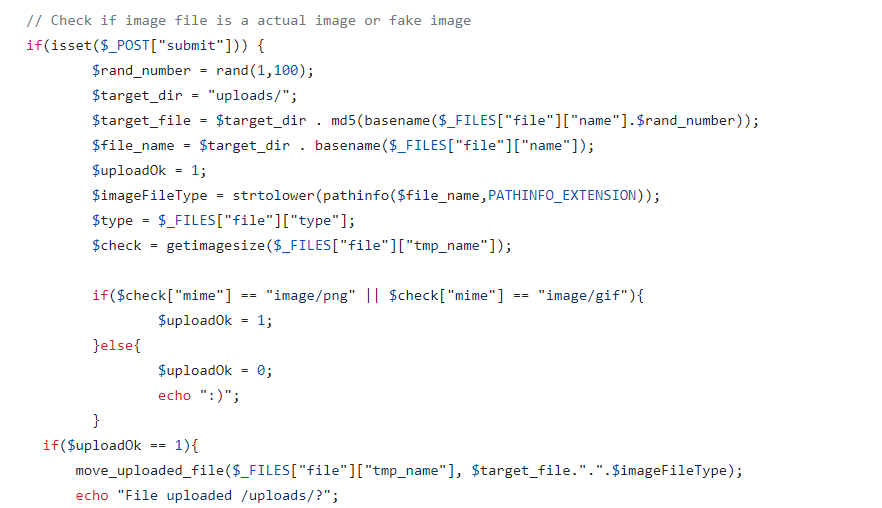 // Check if image file is a actual image or fake image
if(isset($_POST["submit"])) {
$rand_number = rand(1,100);
$target_dir = "uploads/";
$target_file = $target_dir . md5(basename($_FILES["file"]["name"].$rand_number));
$file_name = $target_dir . basename($_FILES["file"]["name"]);
$uploadOk = 1;
$imageFileType = strtolower(pathinfo($file_name,PATHINFO_EXTENSION));
$type = $_FILES["file"]["type"];
$check = getimagesize($_FILES["file"]["tmp_name"]);
if($check["mime"] == "image/png" || $check["mime"] == "image/gif"){
$uploadOk = 1;
}else{
$uploadOk = 0;
echo ":)";
}
if($uploadOk == 1){
move_uploaded_file($_FILES["file"]["tmp_name"], $target_file.".".$imageFileType);
echo "File uploaded /uploads/?";